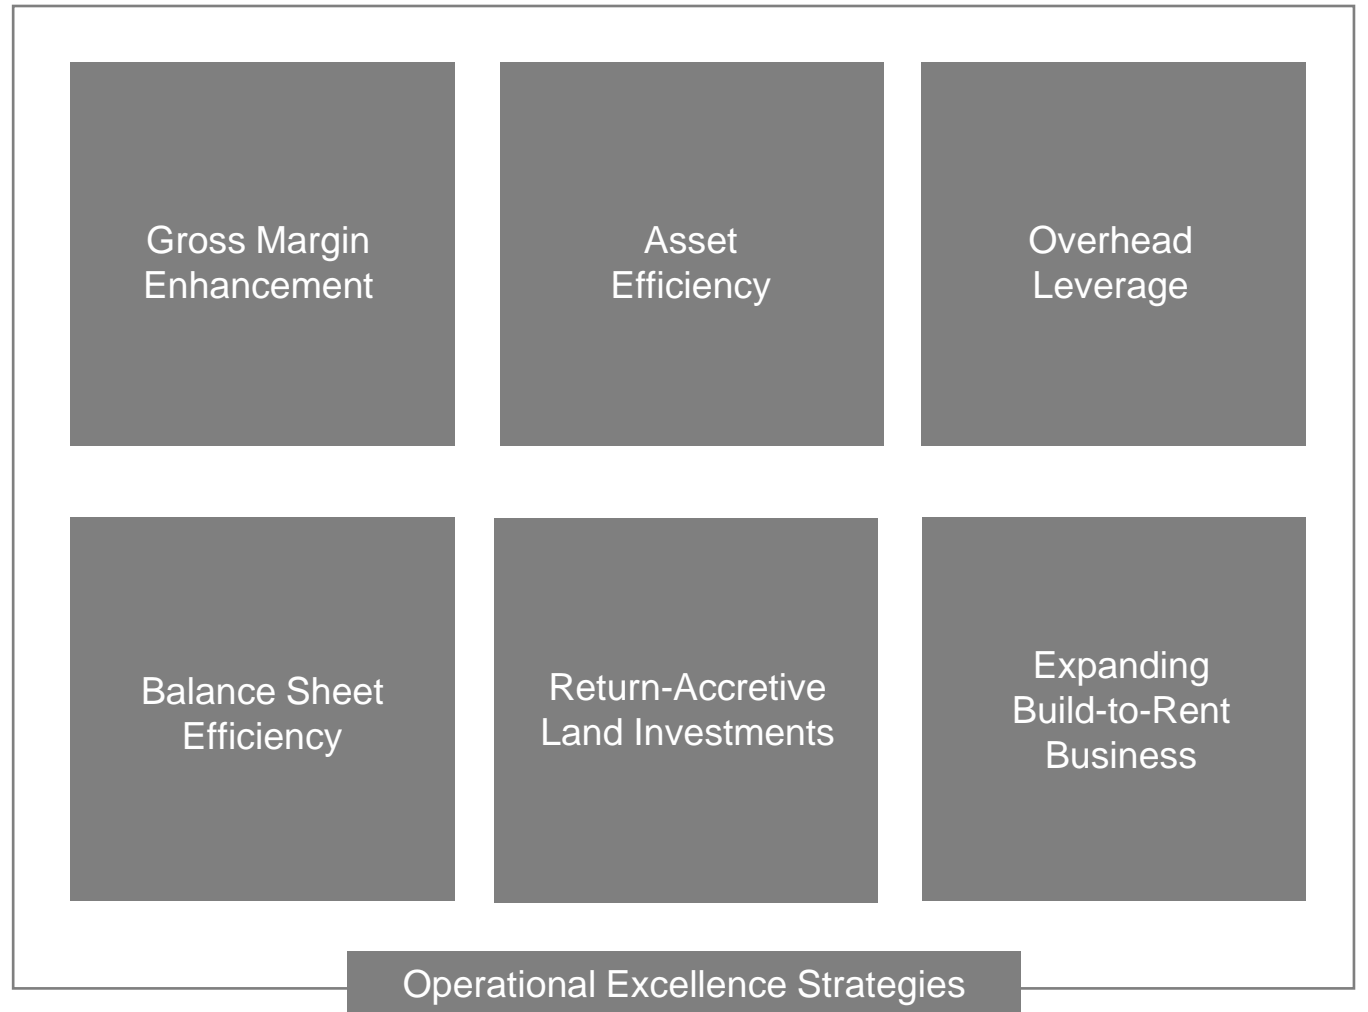 Gross Margin
Enhancement
Asset
Efficiency
Overhead
Leverage
Balance Sheet
Efficiency
Return-Accretive
Land Investments
Expanding
Build-to-Rent
Business
Operational Excellence Strategies